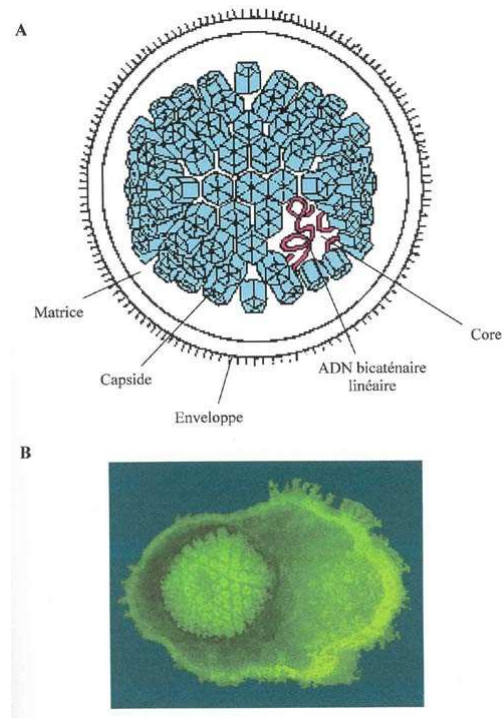 A
Matrice
Capside
Enveloppe
ADN bicaténaire
linéaire
Core
B